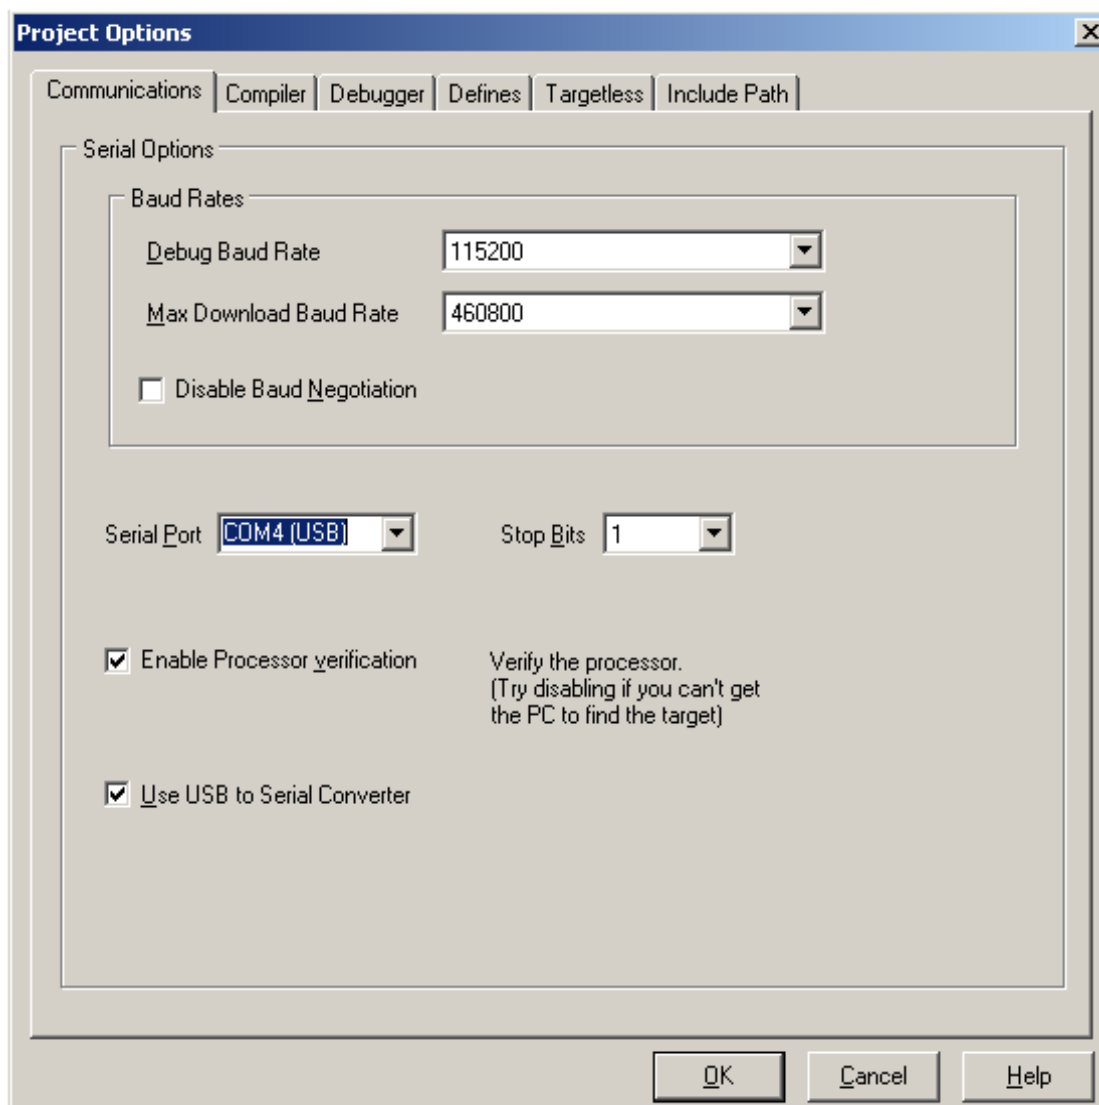 Project Options
Communications Compiler Debugger Defines Targetless Include Path
Serial Options
Baud Rates
Debug Baud Rate 115200
Max Download Baud Rate 460800
Disable Baud Negotiation
Serial Port COM4 (USB) Stop Bits 1
Enable Processor verification Verify the processor.
(Try disabling if you can't get
the PC to find the target)
Use USB to Serial Converter
OK Cancel Help